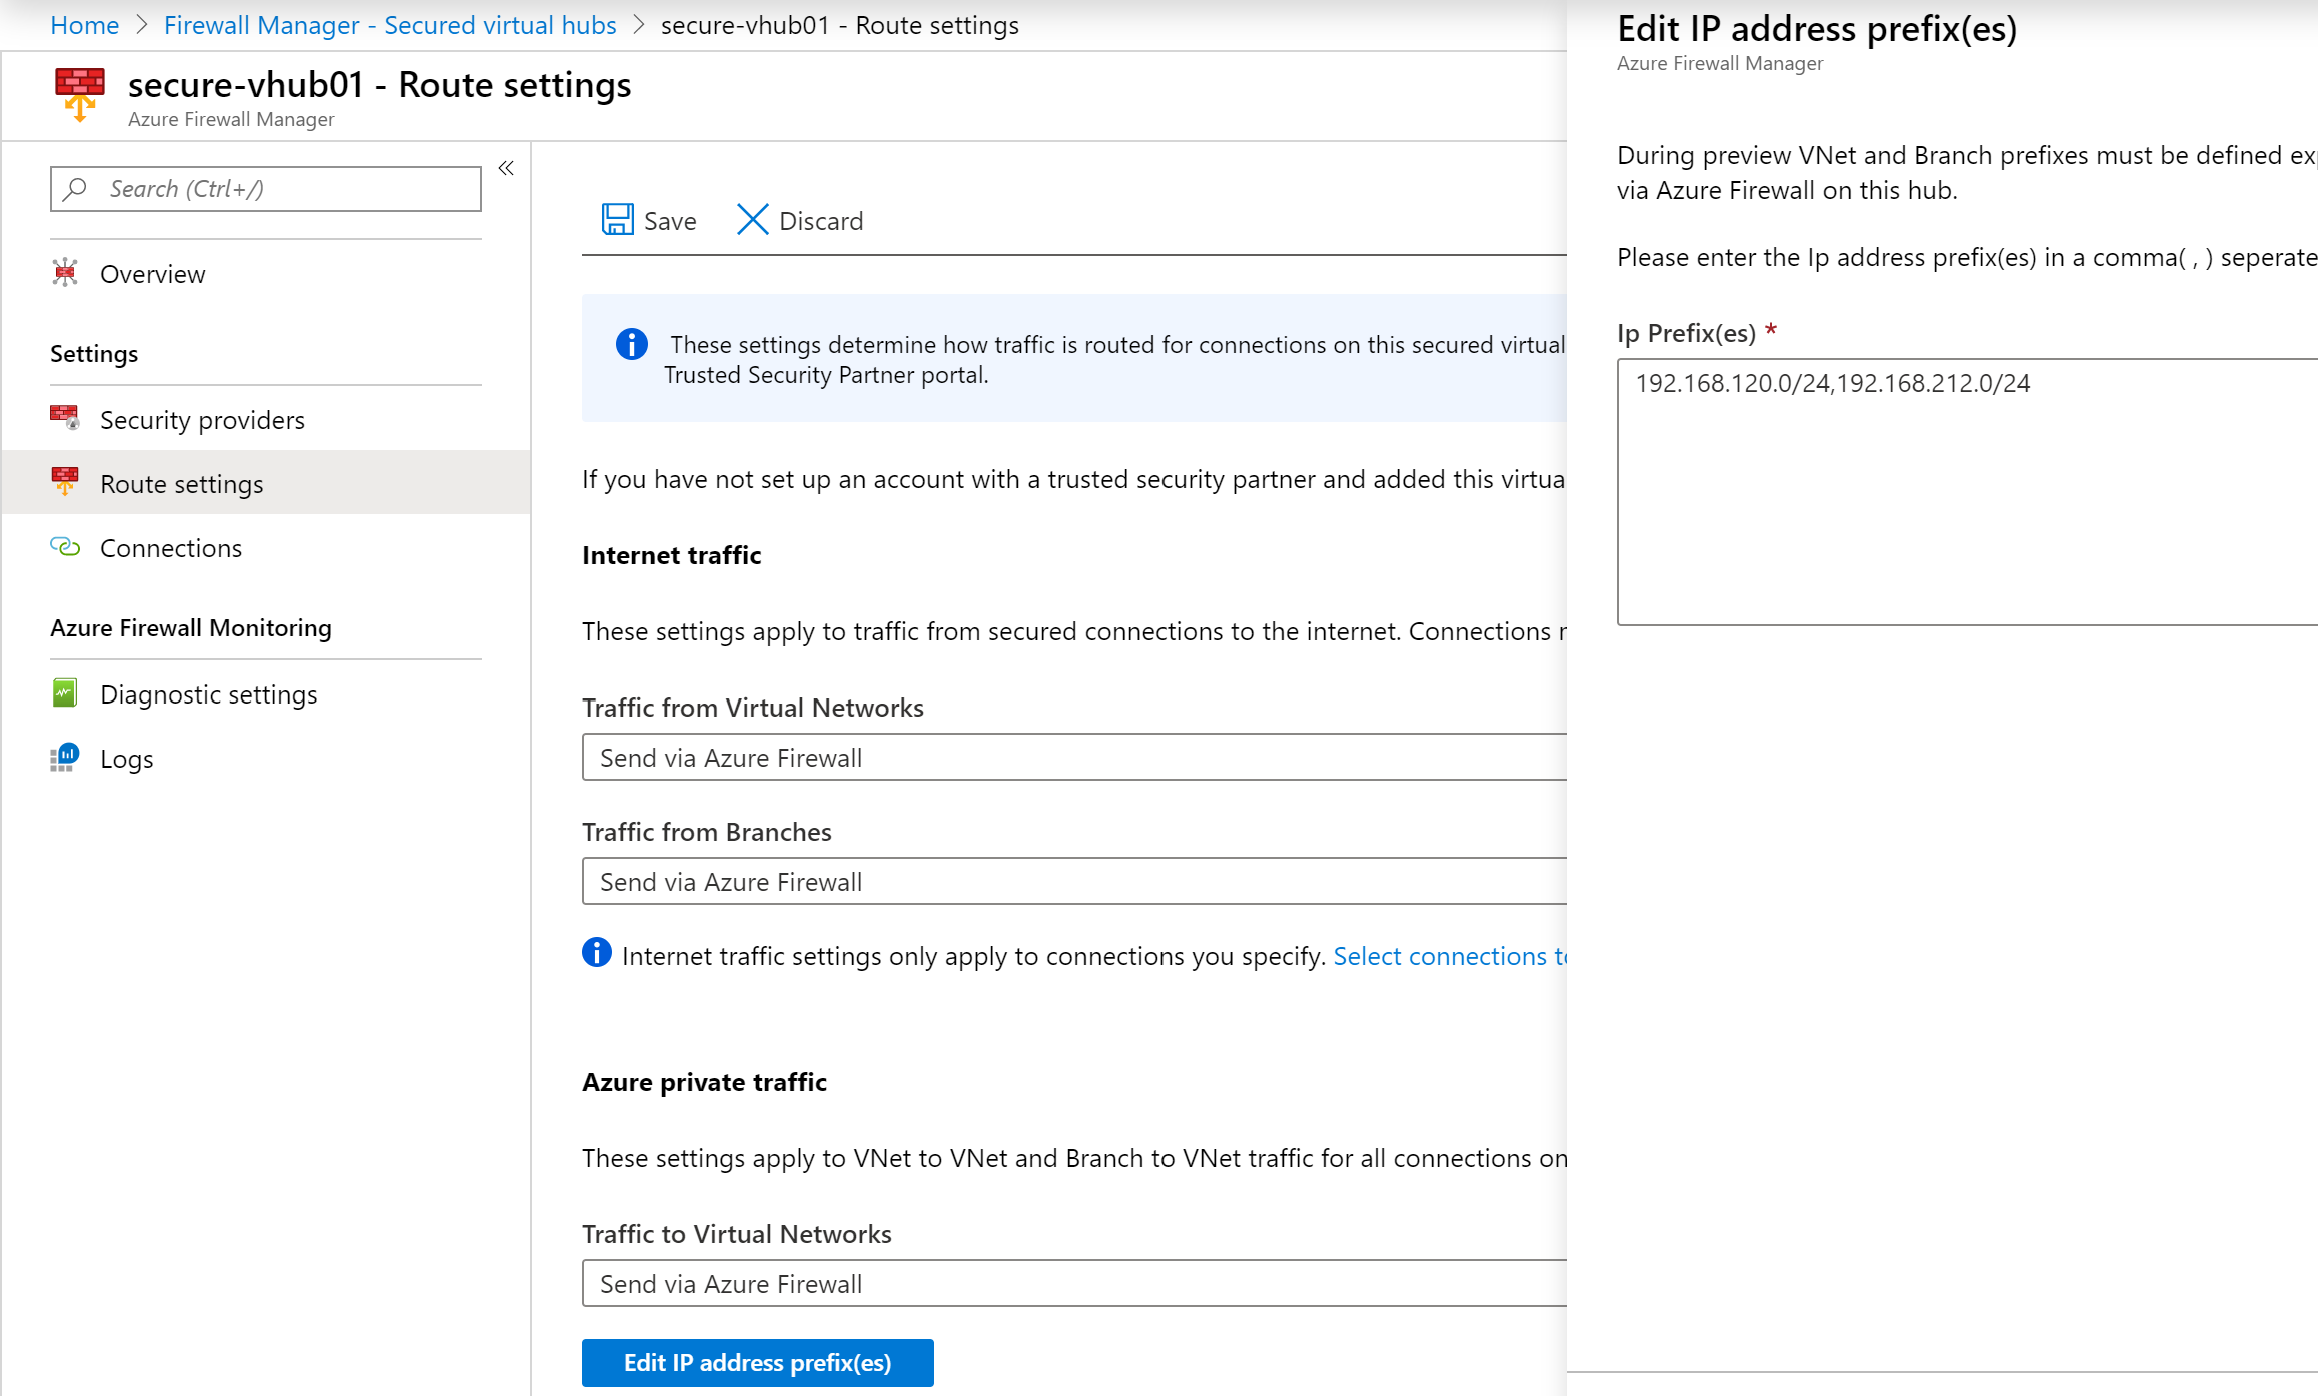 Home > Firewall Manager - Secured virtual hubs > secure-vhub01 - Route settings
secure-vhub01 - Route settings
Azure Firewall Manager
Search (Ctrl+/)
«
Overview
Settings
Security providers
Route settings
Connections
Azure Firewall Monitoring
Diagnostic settings
Logs
Save
Discard
These settings determine how traffic is routed for connections on this secured virtual
Trusted Security Partner portal.
If you have not set up an account with a trusted security partner and added this virtua
Internet traffic
These settings apply to traffic from secured connections to the internet. Connections
Traffic from Virtual Networks
Send via Azure Firewall
Traffic from Branches
Send via Azure Firewall
Internet traffic settings only apply to connections you specify. Select connections to
Azure private traffic
These settings apply to VNet to VNet and Branch to VNet traffic for all connections on
Traffic to Virtual Networks
Send via Azure Firewall
Edit IP address prefix(es)
Edit IP address prefix(es)
Azure Firewall Manager
During preview VNet and Branch prefixes must be defined
via Azure Firewall on this hub.
Please enter the Ip address prefix(es) in a comma( , ) seperate
Ip Prefix(es) *
192.168.120.0/24,192.168.212.0/24